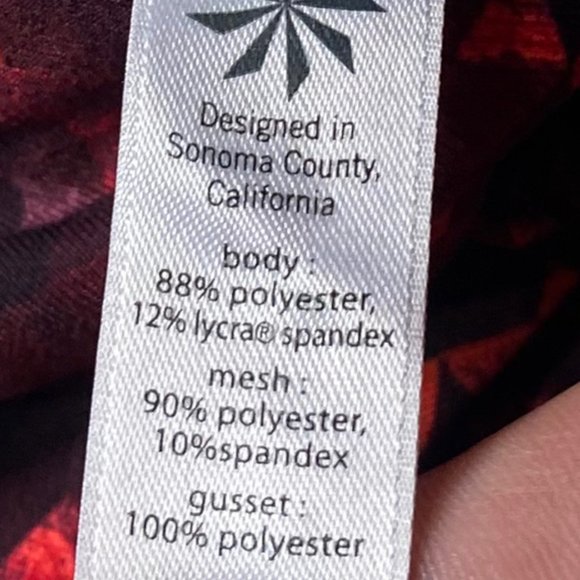 Designed in
Sonoma County,
California
body :
88% polyester,
12% lycra® spandex
mesh :
90% polyester,
10%spandex
gusset :
100% polyester